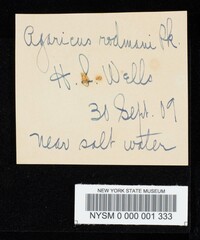 Agaricus rodmani Pk.
H. L. Wells
30 Sept. 09
near salt water
NEW YORK STATE MUSEUM
NYSM 0 000 001 333